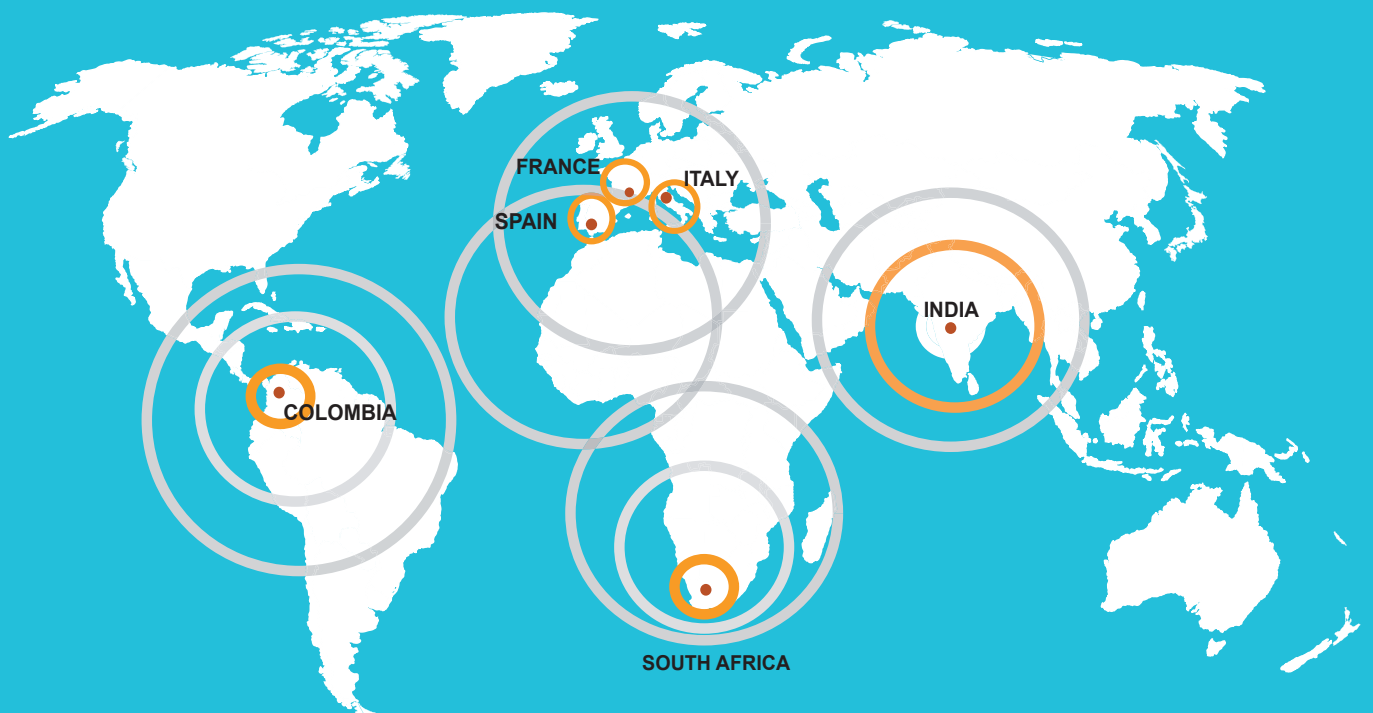 FRANCE
ITALY
SPAIN
INDIA
COLOMBIA
SOUTH AFRICA